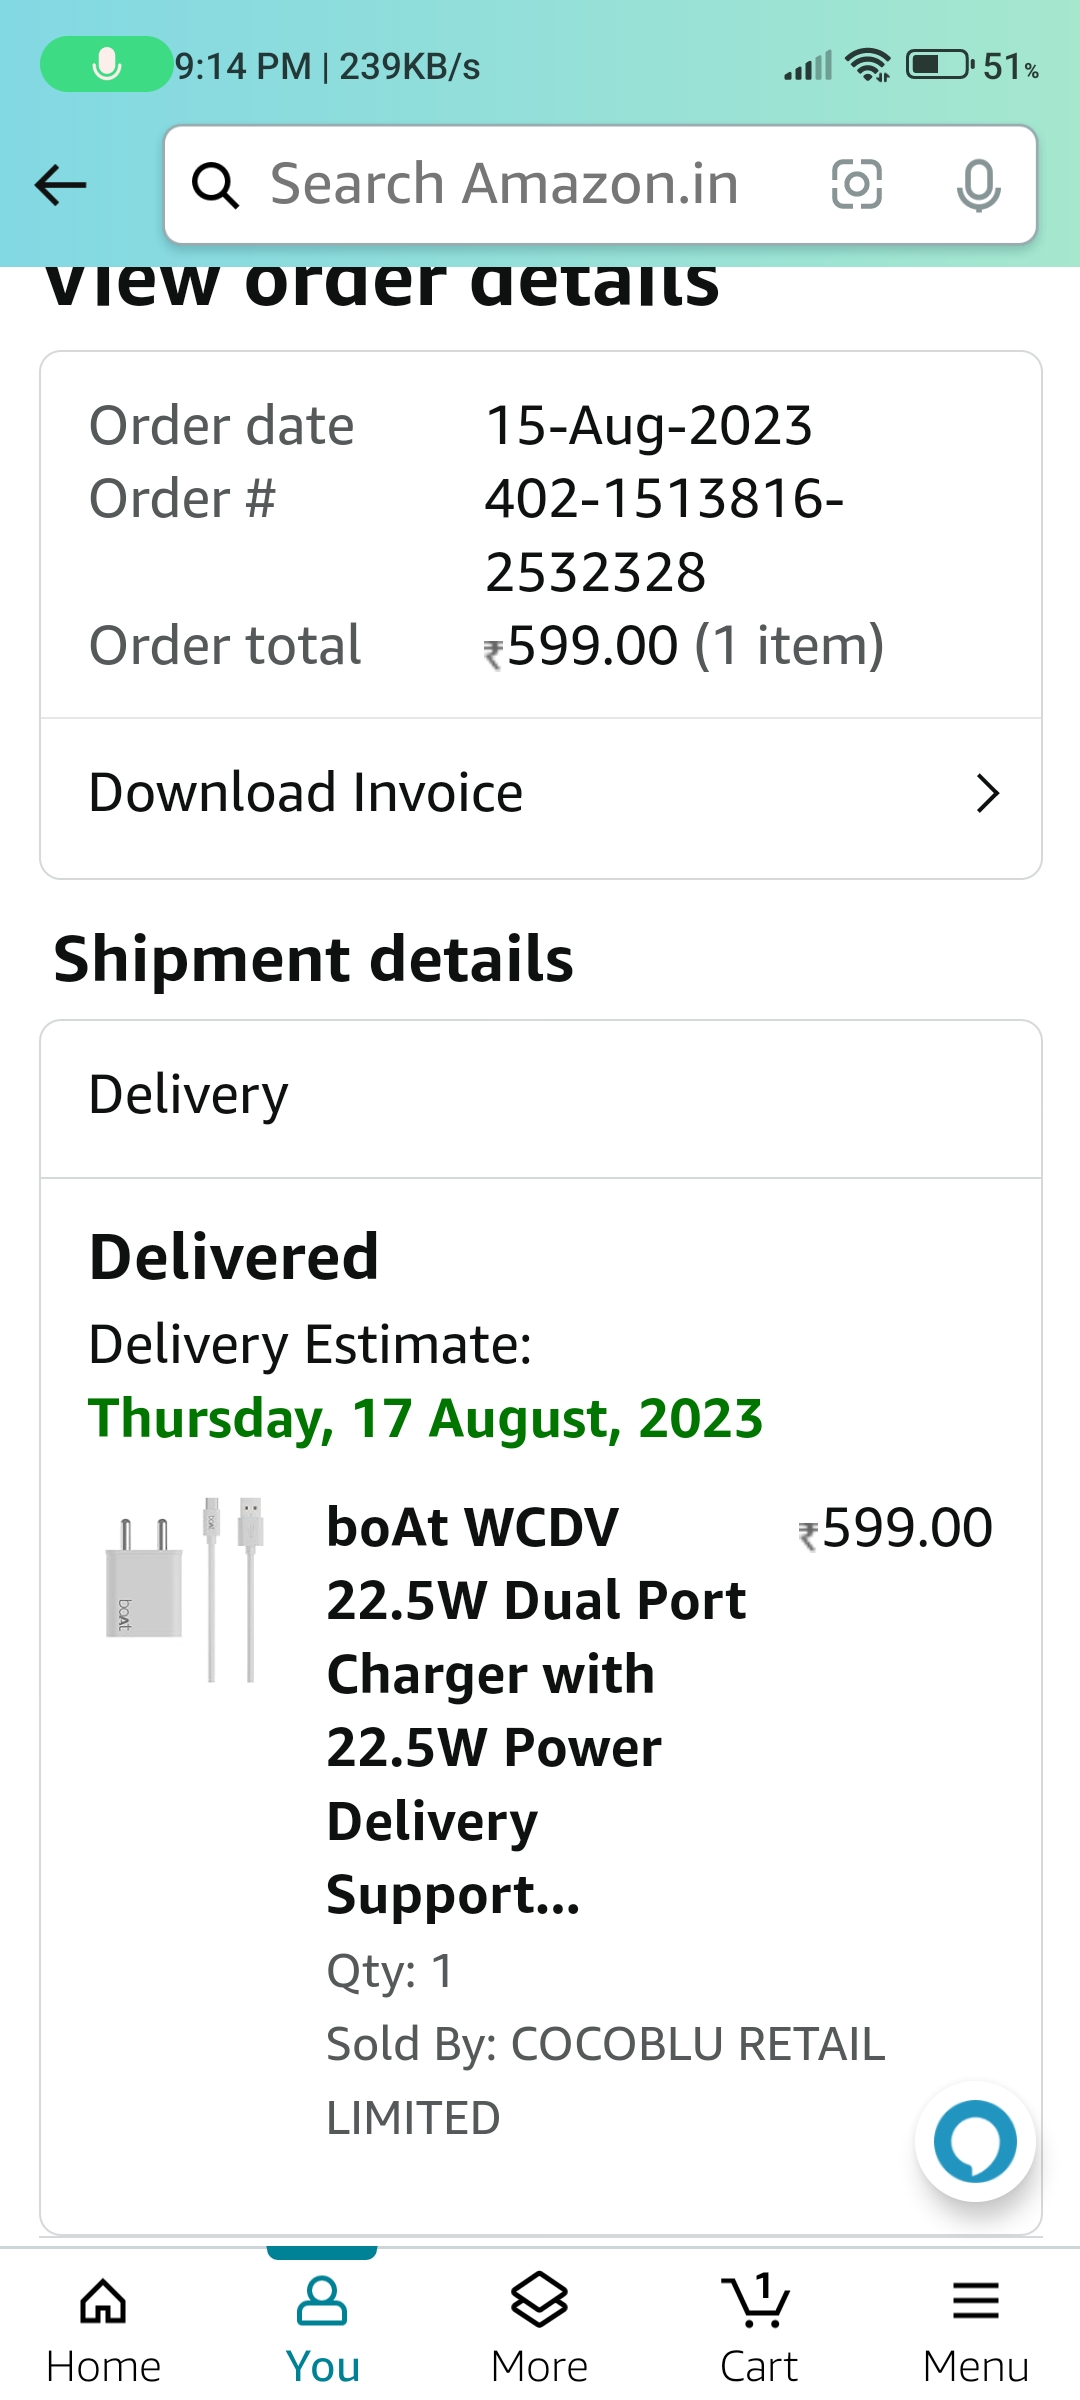 9:14 PM | 239KB/s
51%
Search Amazon.in
View order details
Order date 15-Aug-2023
Order # 402-1513816-
2532328
Order total ₹599.00 (1 item)
Download Invoice
Shipment details
Delivery
Delivered
Delivery Estimate:
Thursday, 17 August, 2023
boAt
boAt WCDV ₹599.00
22.5W Dual Port
Charger with
22.5W Power
Delivery
Support...
Qty: 1
Sold By: COCOBLU RETAIL
LIMITED
1
Home You More Cart Menu